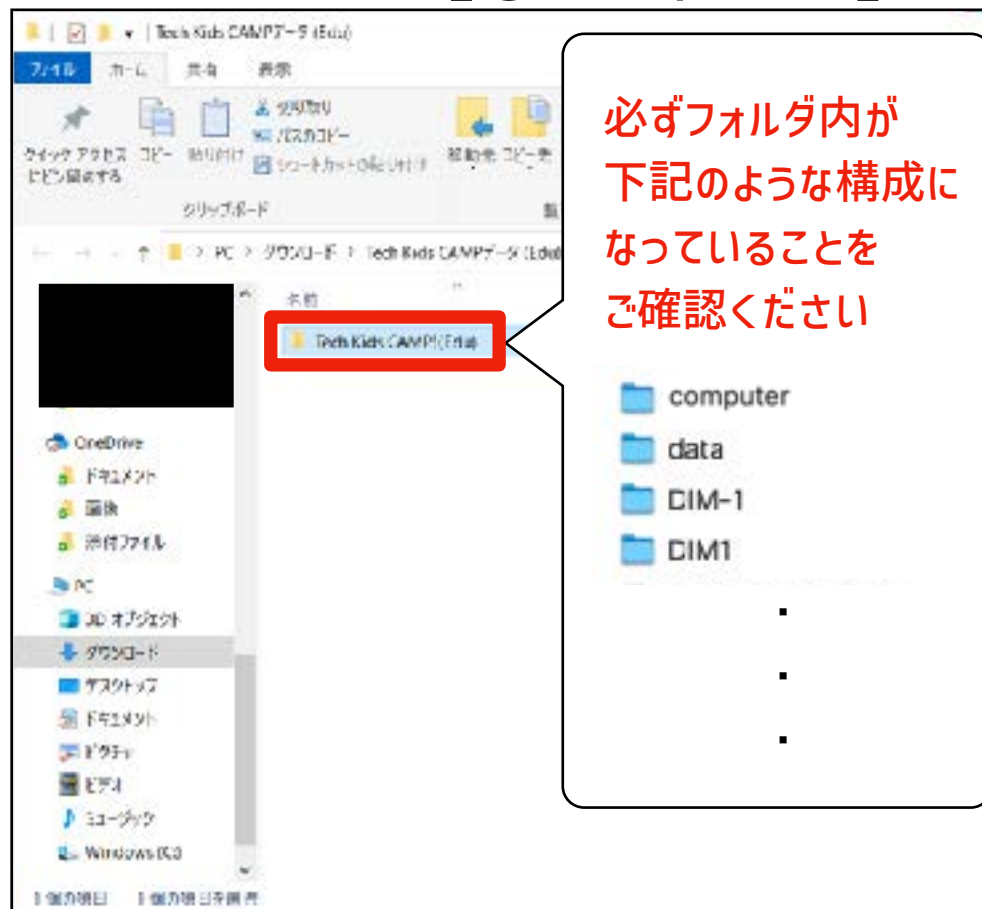 Tech Kids CAMPデータ (Edu)
ファイル ホーム 共有 表示
クイック アクセス
にピン留めする
コピー 貼り付け
切り取り
パスのコピー
ショートカットの貼り付け
移動先 コピー先
クリップボード
PC > ダウンロード > Tech Kids CAMPデータ (Edu)
名前
Tech Kids CAMP!(Edu)
OneDrive
ドキュメント
画像
添付ファイル
PC
3D オブジェクト
ダウンロード
デスクトップ
ドキュメント
ピクチャ
ビデオ
ミュージック
Windows (C:)
1 個の項目
必ずフォルダ内が
下記のような構成に
なっていることを
ご確認ください
computer
data
DIM-1
DIM1
・
・
・